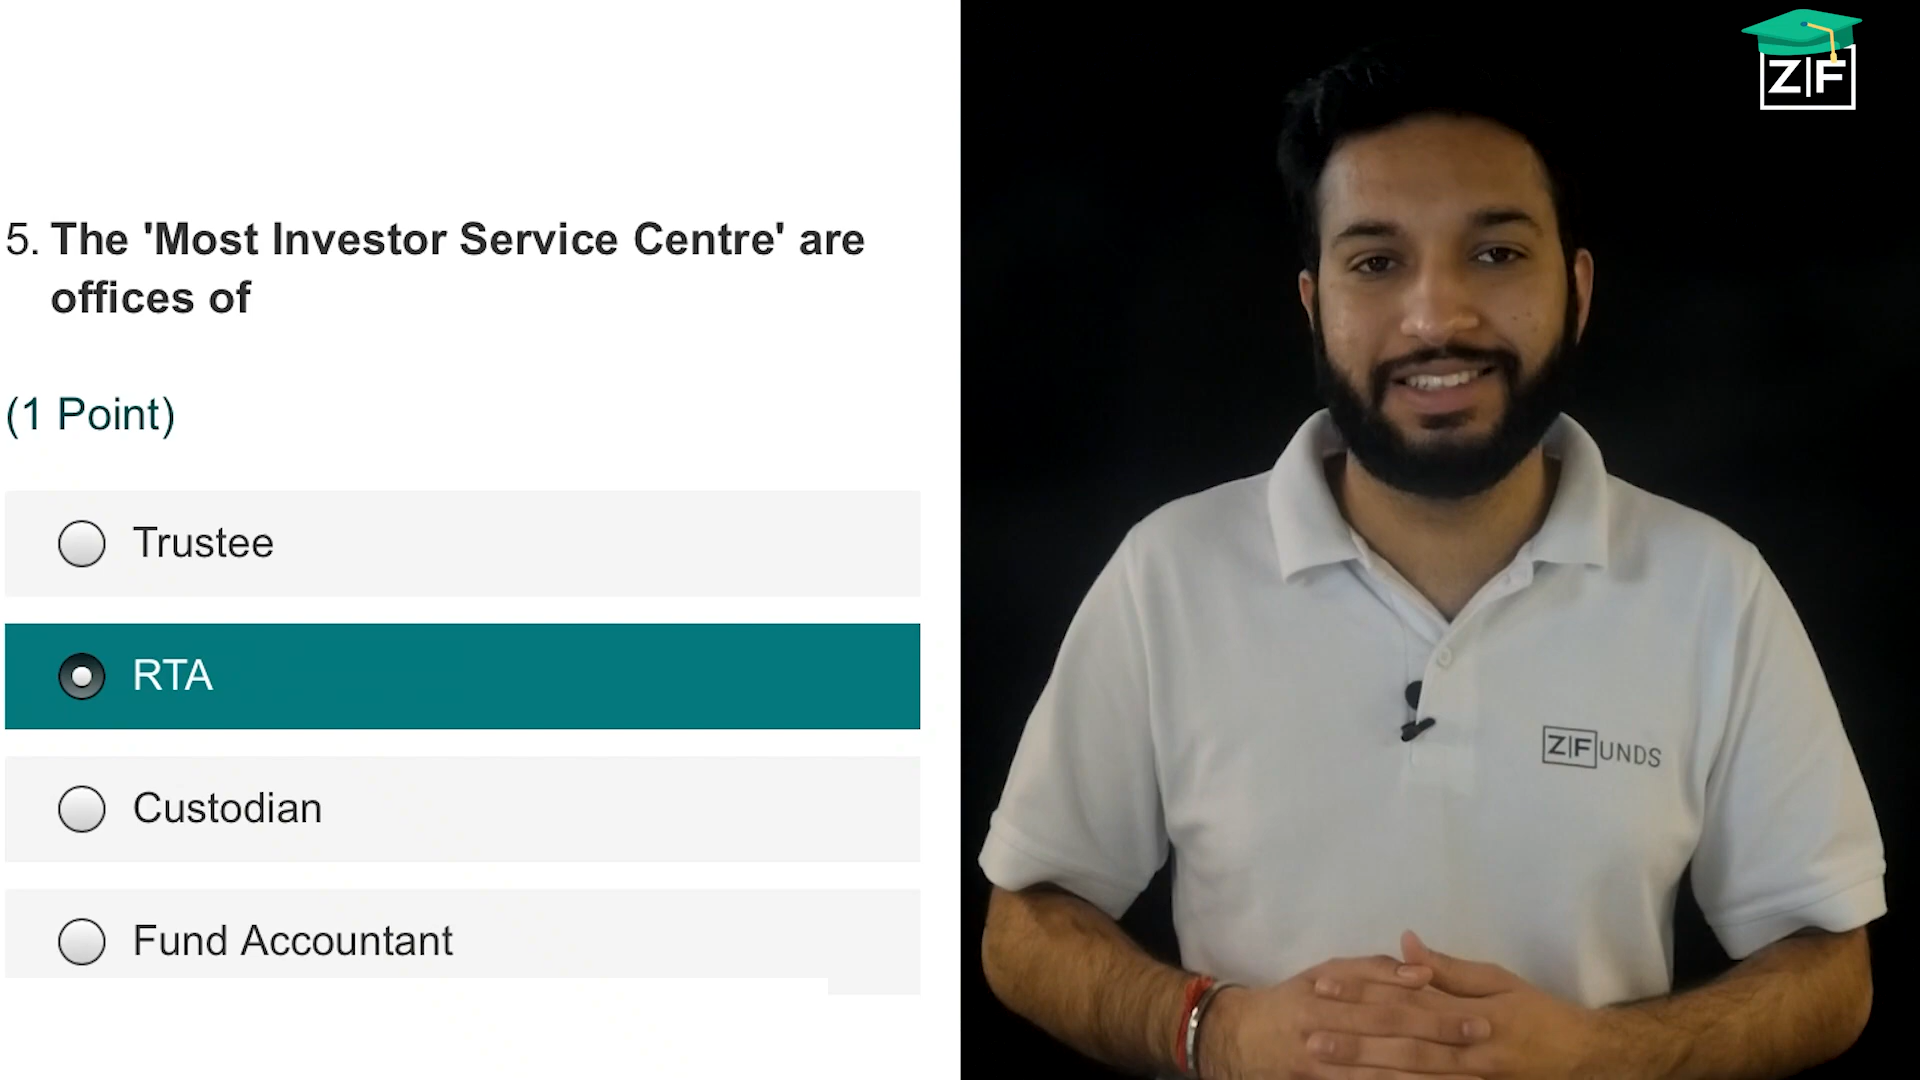 Z|F
5. The 'Most Investor Service Centre' are
offices of
(1 Point)
Trustee
RTA
Custodian
Fund Accountant
Z|FUNDS